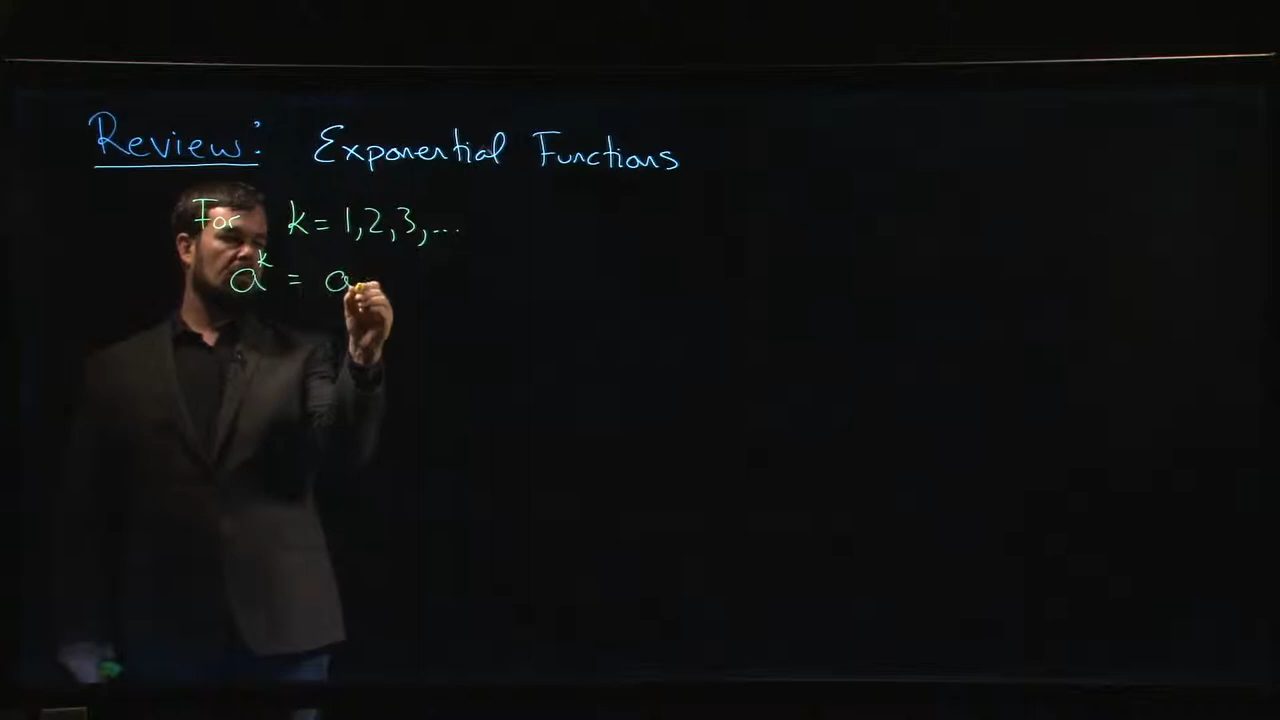 Review: Exponential Functions
For k = 1,2,3,...
a^k = a